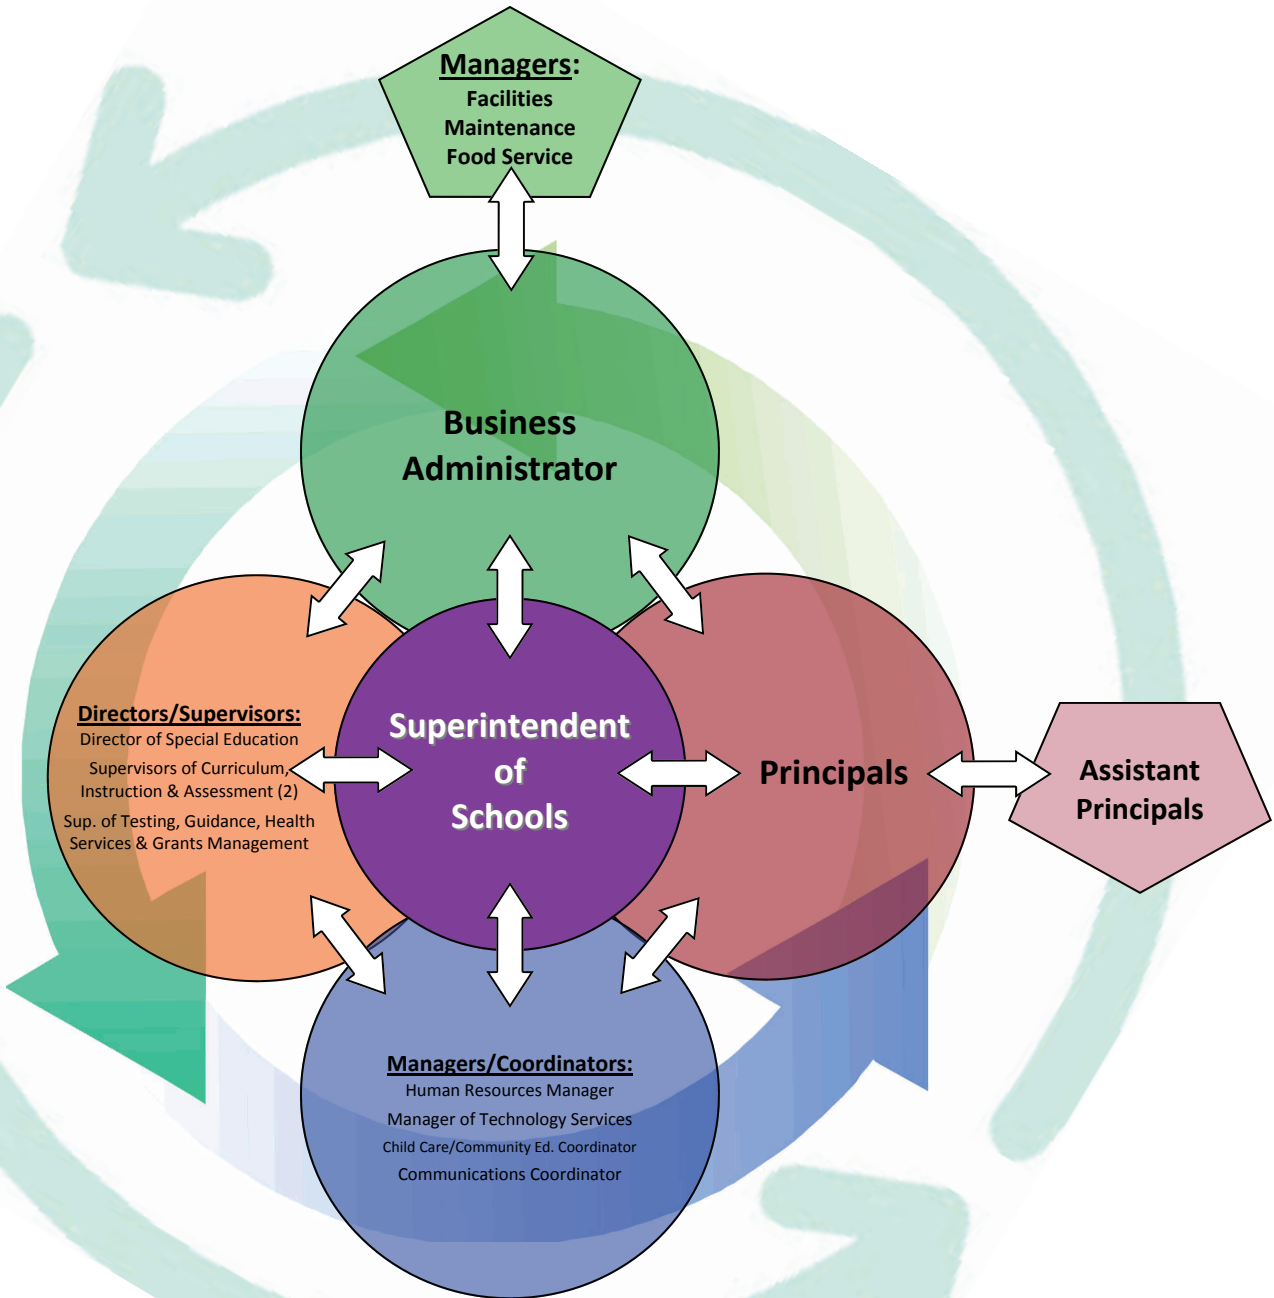 Managers:
Facilities
Maintenance
Food Service
Business
Administrator
Directors/Supervisors:
Director of Special Education
Supervisors of Curriculum,
Instruction & Assessment (2)
Sup. of Testing, Guidance, Health
Services & Grants Management
Superintendent
of
Schools
Principals
Assistant
Principals
Managers/Coordinators:
Human Resources Manager
Manager of Technology Services
Child Care/Community Ed. Coordinator
Communications Coordinator